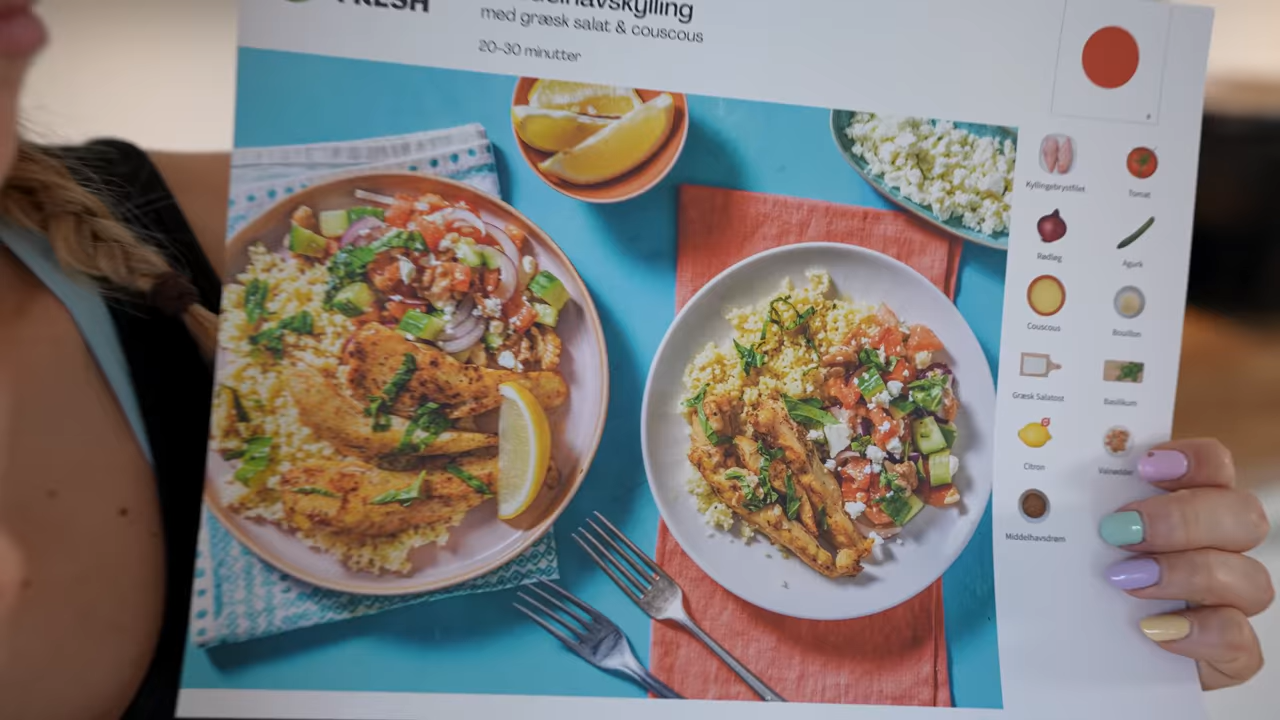 FRESH
med græsk salat & couscous
20-30 minutter
Kyllingebrystfilet
Tomat
Rødløg
Agurk
Couscous
Bouillon
Græsk Salatost
Basilikum
Citron
Valnødder
Middelhavsdrøm